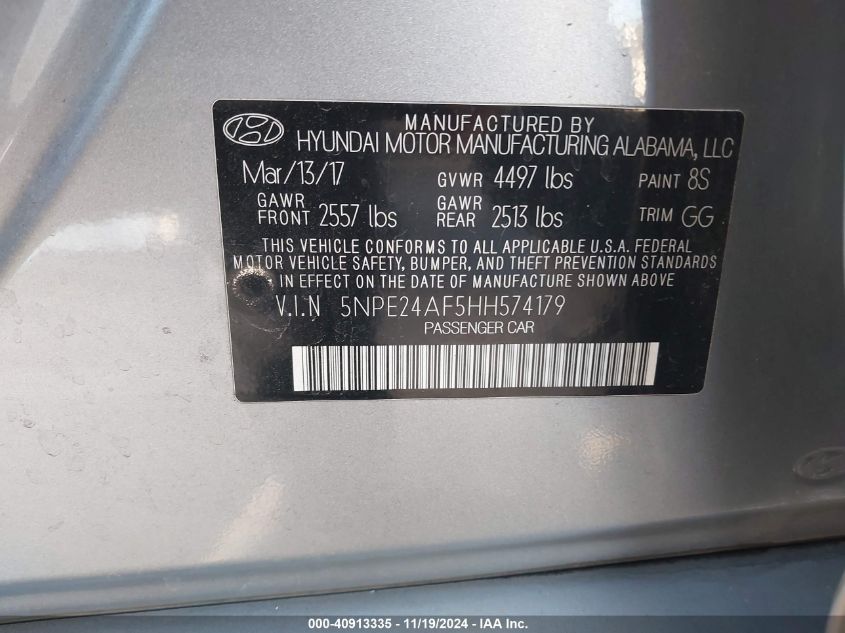 MANUFACTURED BY
HYUNDAI MOTOR MANUFACTURING ALABAMA, LLC
Mar/13/17 GVWR 4497 lbs PAINT 8S
GAWR FRONT 2557 lbs GAWR REAR 2513 lbs TRIM GG
THIS VEHICLE CONFORMS TO ALL APPLICABLE U.S.A. FEDERAL
MOTOR VEHICLE SAFETY, BUMPER, AND THEFT PREVENTION STANDARDS
IN EFFECT ON THE DATE OF MANUFACTURE SHOWN ABOVE
V.I.N 5NPE24AF5HH574179
PASSENGER CAR
000-40913335 - 11/19/2024 - IAA Inc.